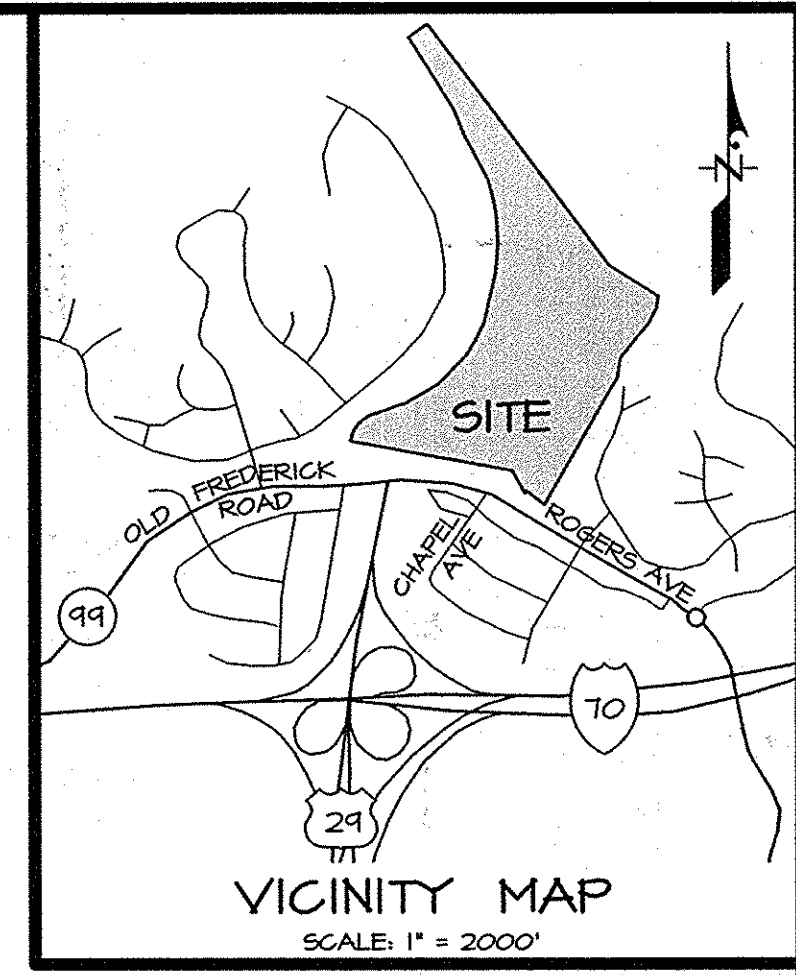 N
SITE
OLD FREDERICK
ROAD
CHAPEL
AVE
ROGERS AVE
99
70
29
VICINITY MAP
SCALE: 1" = 2000'